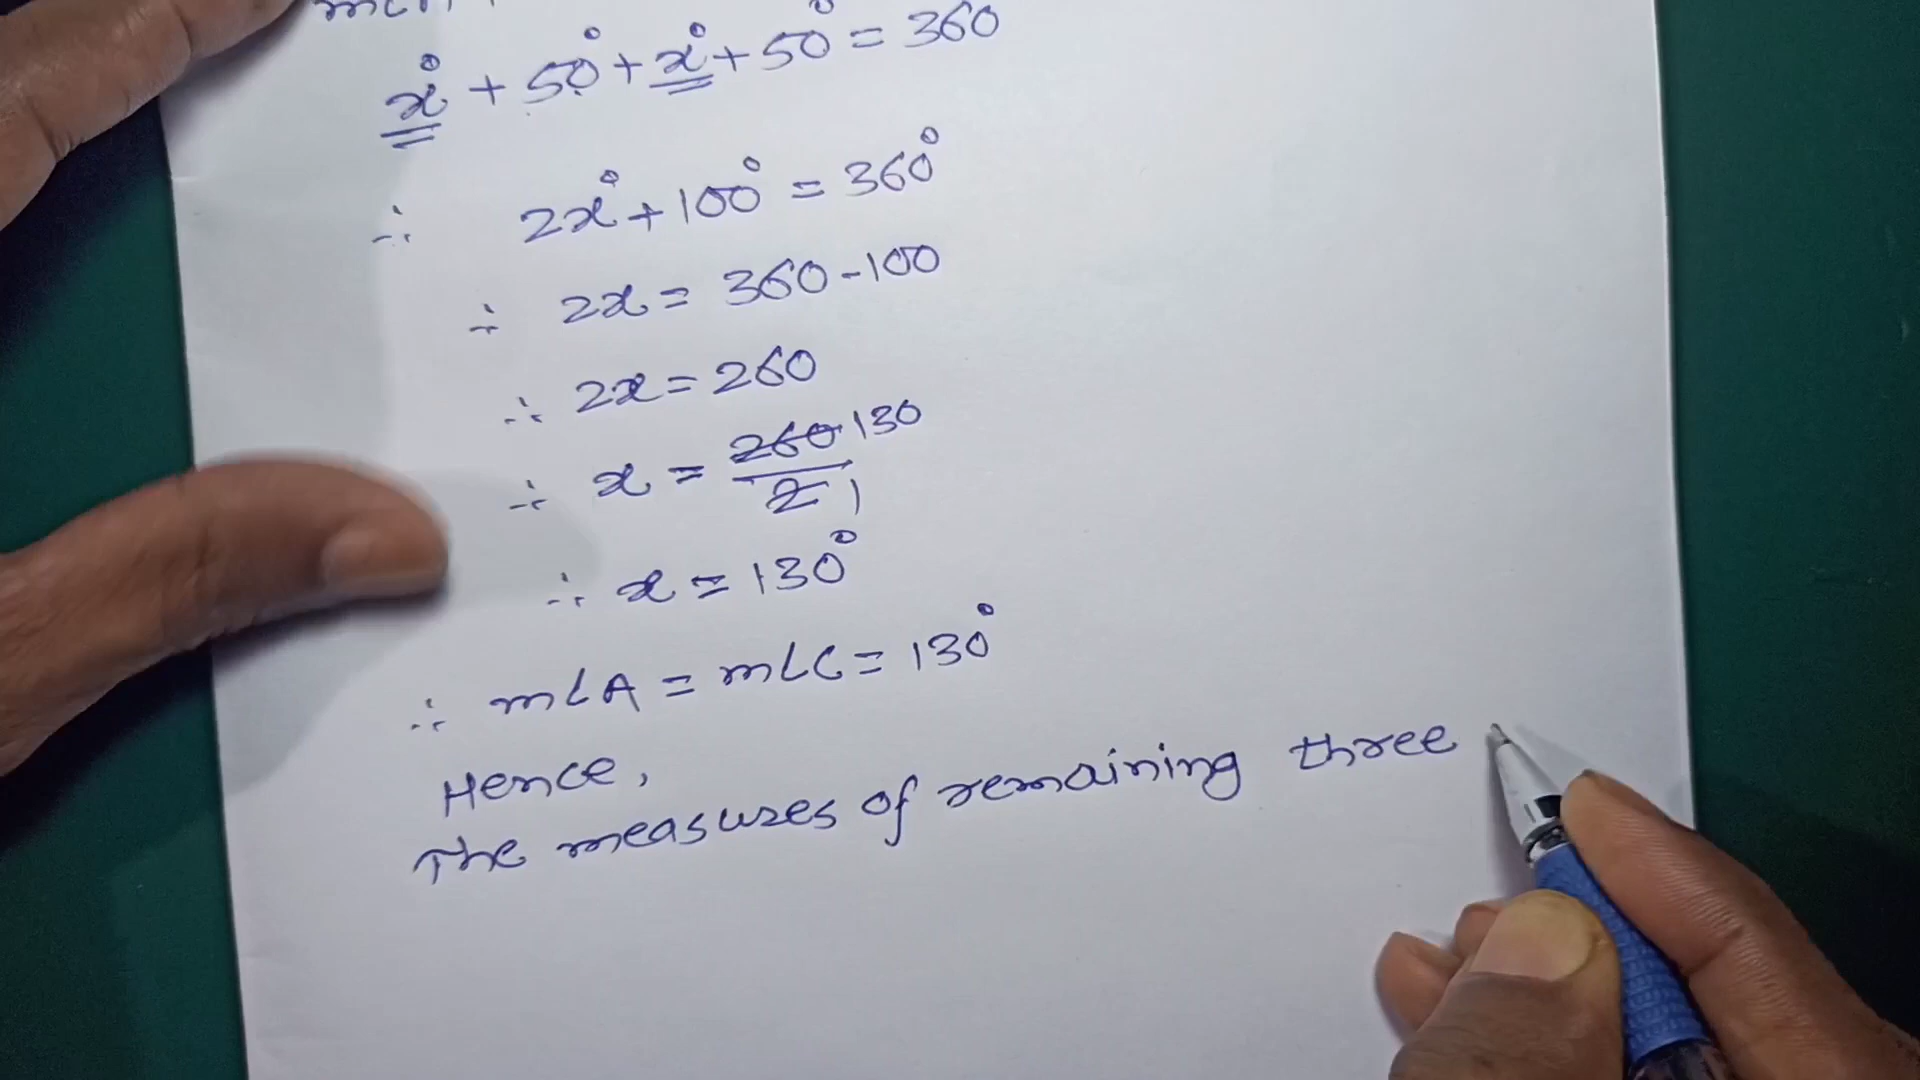 x° + 50° + x° + 50° = 360
∴ 2x° + 100° = 360°
∴ 2x = 360 - 100
∴ 2x = 260
∴ x = 260/2 130 1
∴ x = 130°
∴ m∠A = m∠C = 130°
Hence,
The measures of remaining three